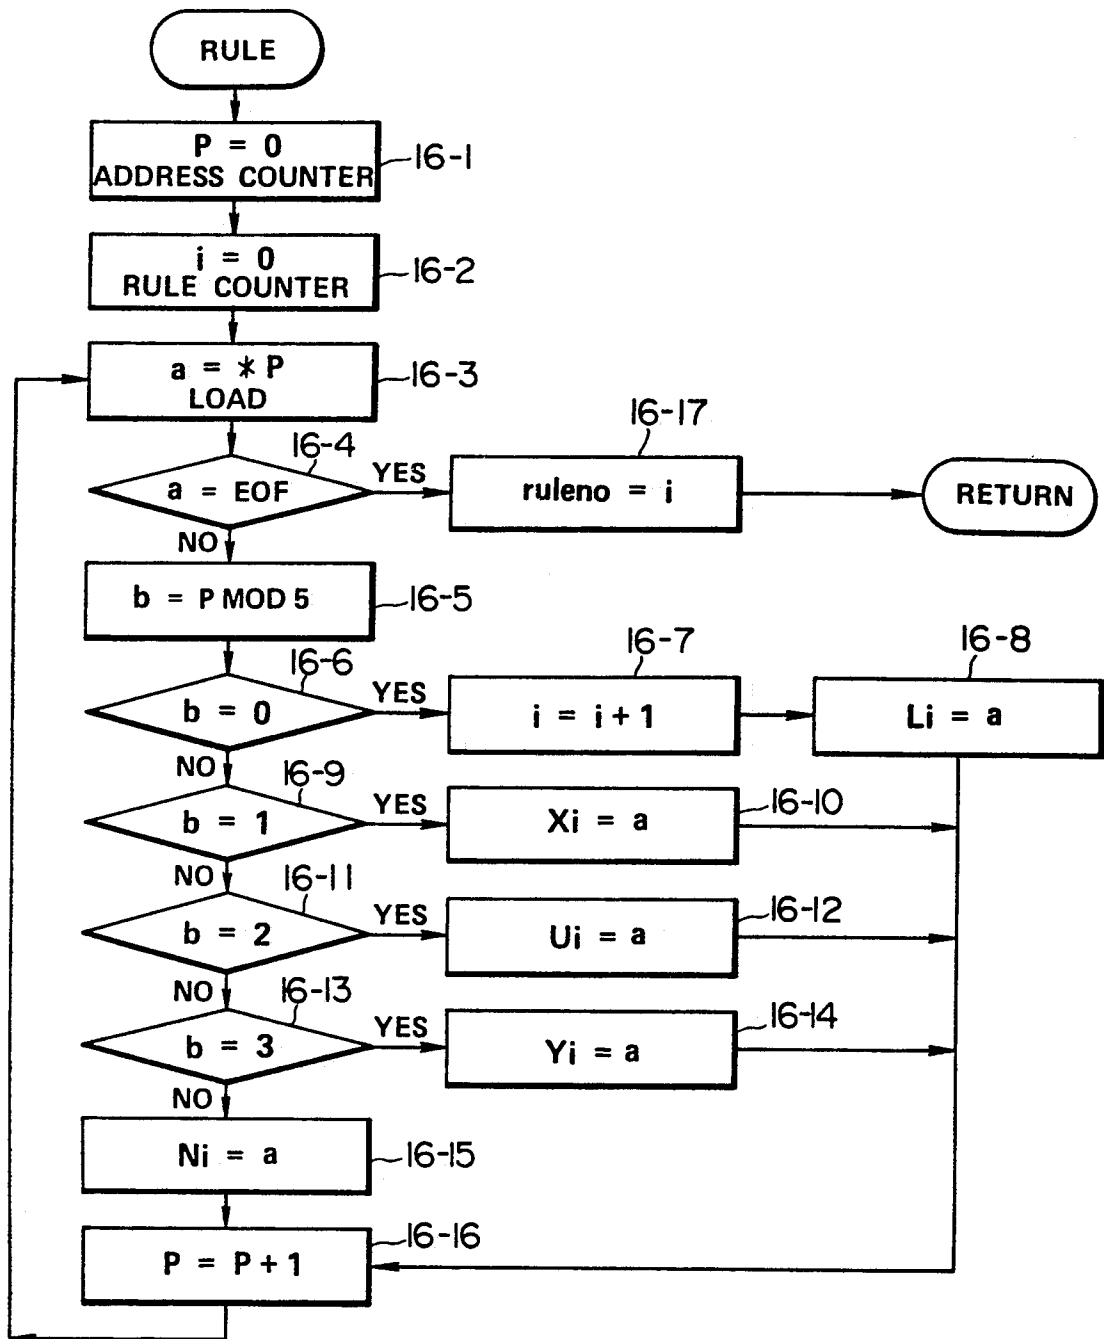 RULE
P = 0
ADDRESS COUNTER
16-1
i = 0
RULE COUNTER
16-2
a = * P
LOAD
16-3
16-4
a = EOF
YES
NO
16-17
ruleno = i
RETURN
b = P MOD 5
16-5
16-6
b = 0
YES
NO
16-7
i = i + 1
16-8
Li = a
16-9
b = 1
YES
NO
Xi = a
16-10
16-11
b = 2
YES
NO
Ui = a
16-12
16-13
b = 3
YES
NO
Yi = a
16-14
Ni = a
16-15
P = P + 1
16-16